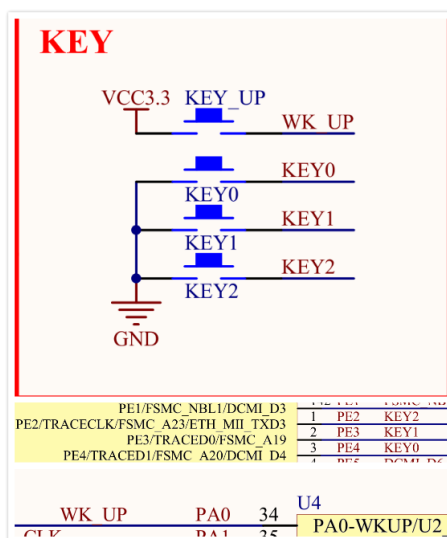 KEY
VCC3.3 KEY_UP
WK_UP
KEY0
KEY0
KEY1
KEY1
KEY2
KEY2
GND
PE1/FSMC_NBL1/DCMI_D3
PE2/TRACECLK/FSMC_A23/ETH_MII_TXD3 1 PE2 KEY2
PE3/TRACED0/FSMC_A19 2 PE3 KEY1
PE4/TRACED1/FSMC_A20/DCMI_D4 3 PE4 KEY0
U4
WK_UP PA0 34 PA0-WKUP/U2_